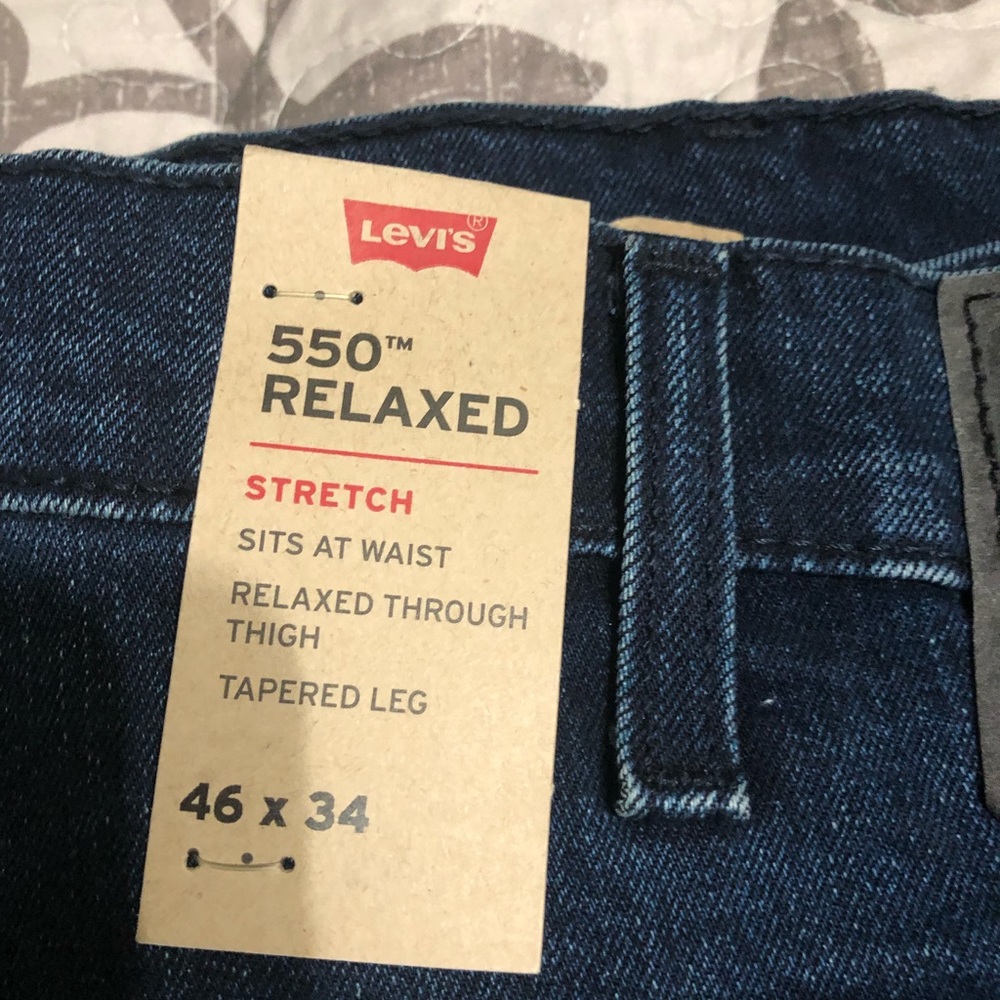 LEVI'S®
550™
RELAXED
STRETCH
SITS AT WAIST
RELAXED THROUGH
THIGH
TAPERED LEG
46 x 34